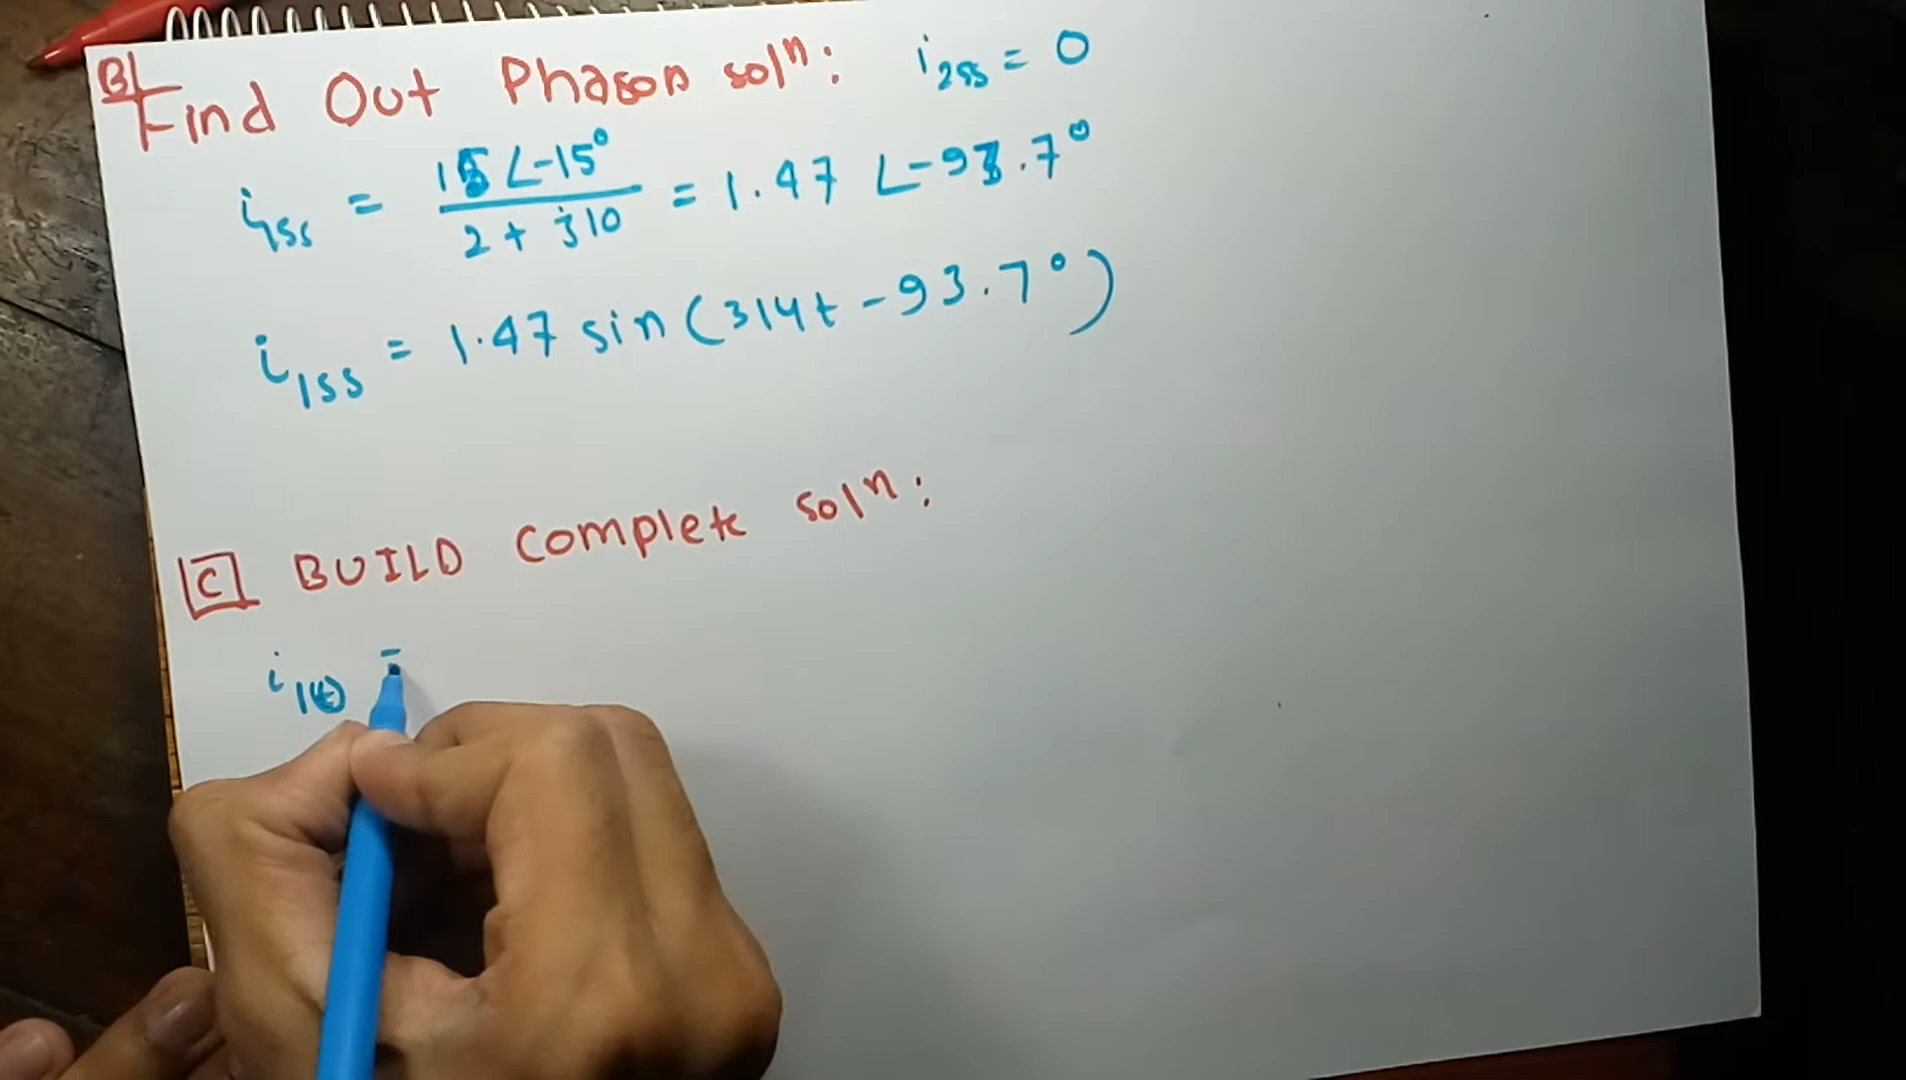 B) Find Out Phasor solⁿ: i₂ss = 0
i₁ss = 15∠-15° / 2 + j10 = 1.47 ∠-93.7°
i₁ss = 1.47 sin(314t - 93.7°)
C BUILD complete solⁿ:
i₁(t) =